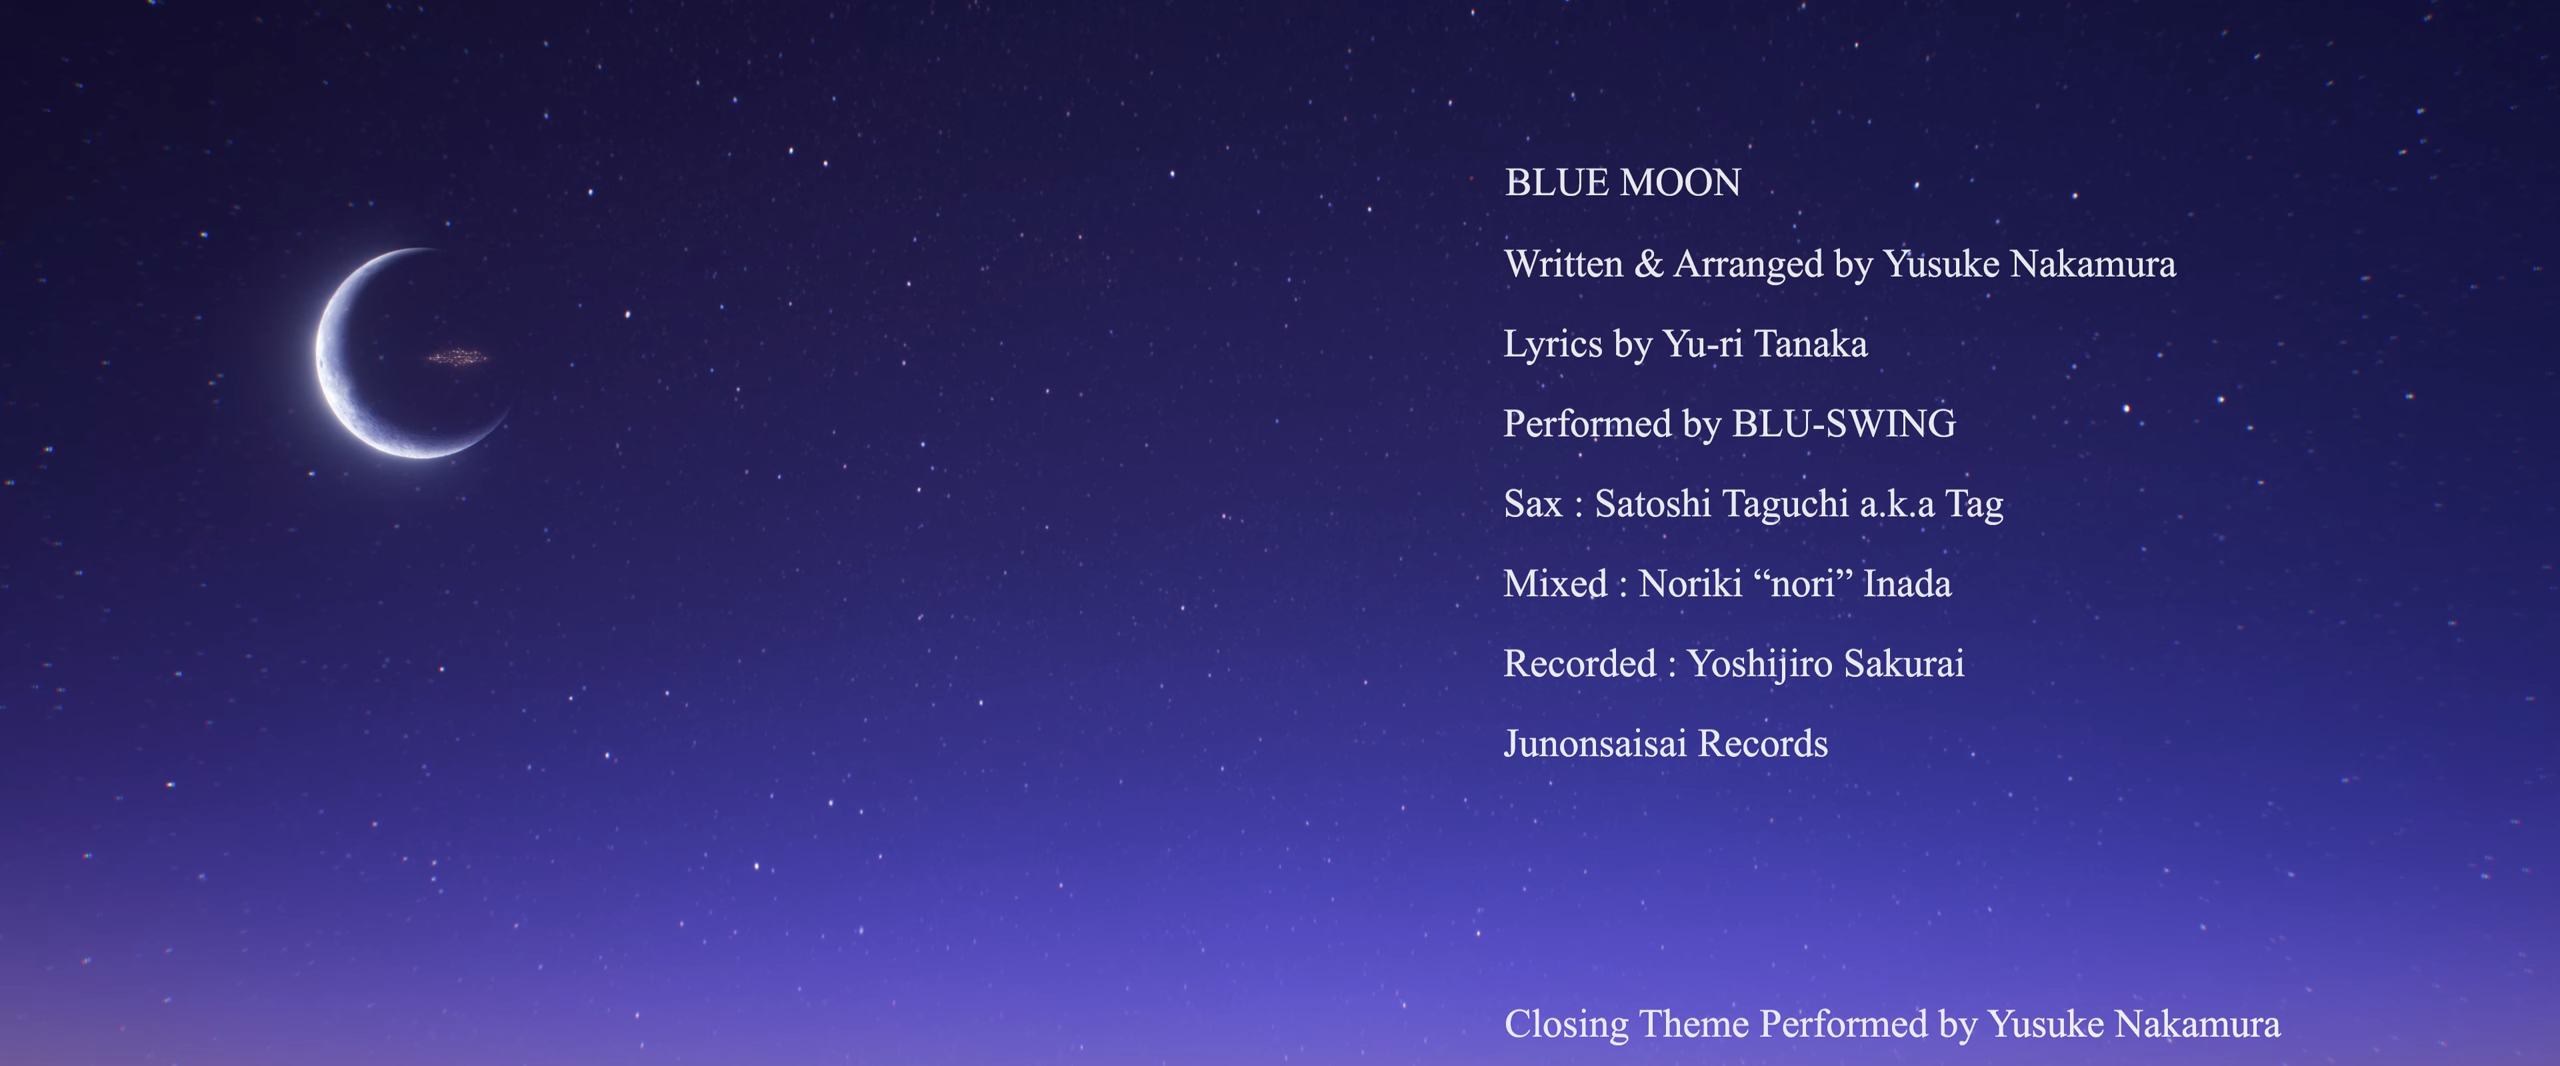 BLUE MOON
Written & Arranged by Yusuke Nakamura
Lyrics by Yu-ri Tanaka
Performed by BLU-SWING
Sax : Satoshi Taguchi a.k.a Tag
Mixed : Noriki “nori” Inada
Recorded : Yoshijiro Sakurai
Junonsaisai Records
Closing Theme Performed by Yusuke Nakamura